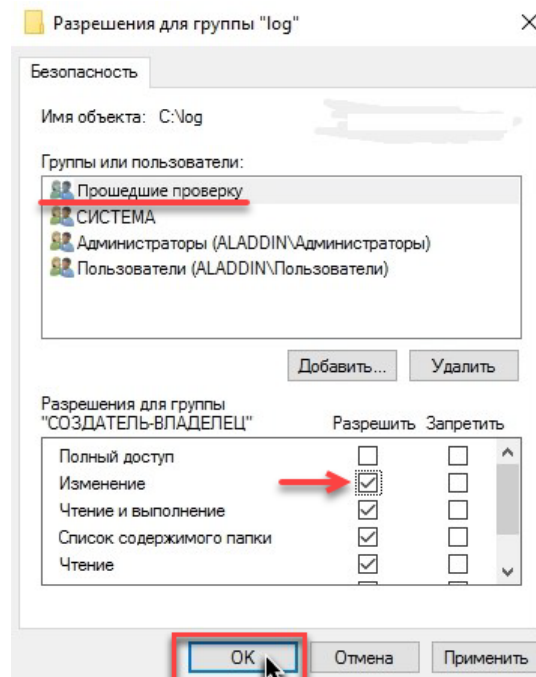 Разрешения для группы "log"
Безопасность
Имя объекта: C:\log
Группы или пользователи:
Прошедшие проверку
СИСТЕМА
Администраторы (ALADDIN\Администраторы)
Пользователи (ALADDIN\Пользователи)
Добавить... Удалить
Разрешения для группы
"СОЗДАТЕЛЬ-ВЛАДЕЛЕЦ" Разрешить Запретить
Полный доступ
Изменение
Чтение и выполнение
Список содержимого папки
Чтение
OK Отмена Применить